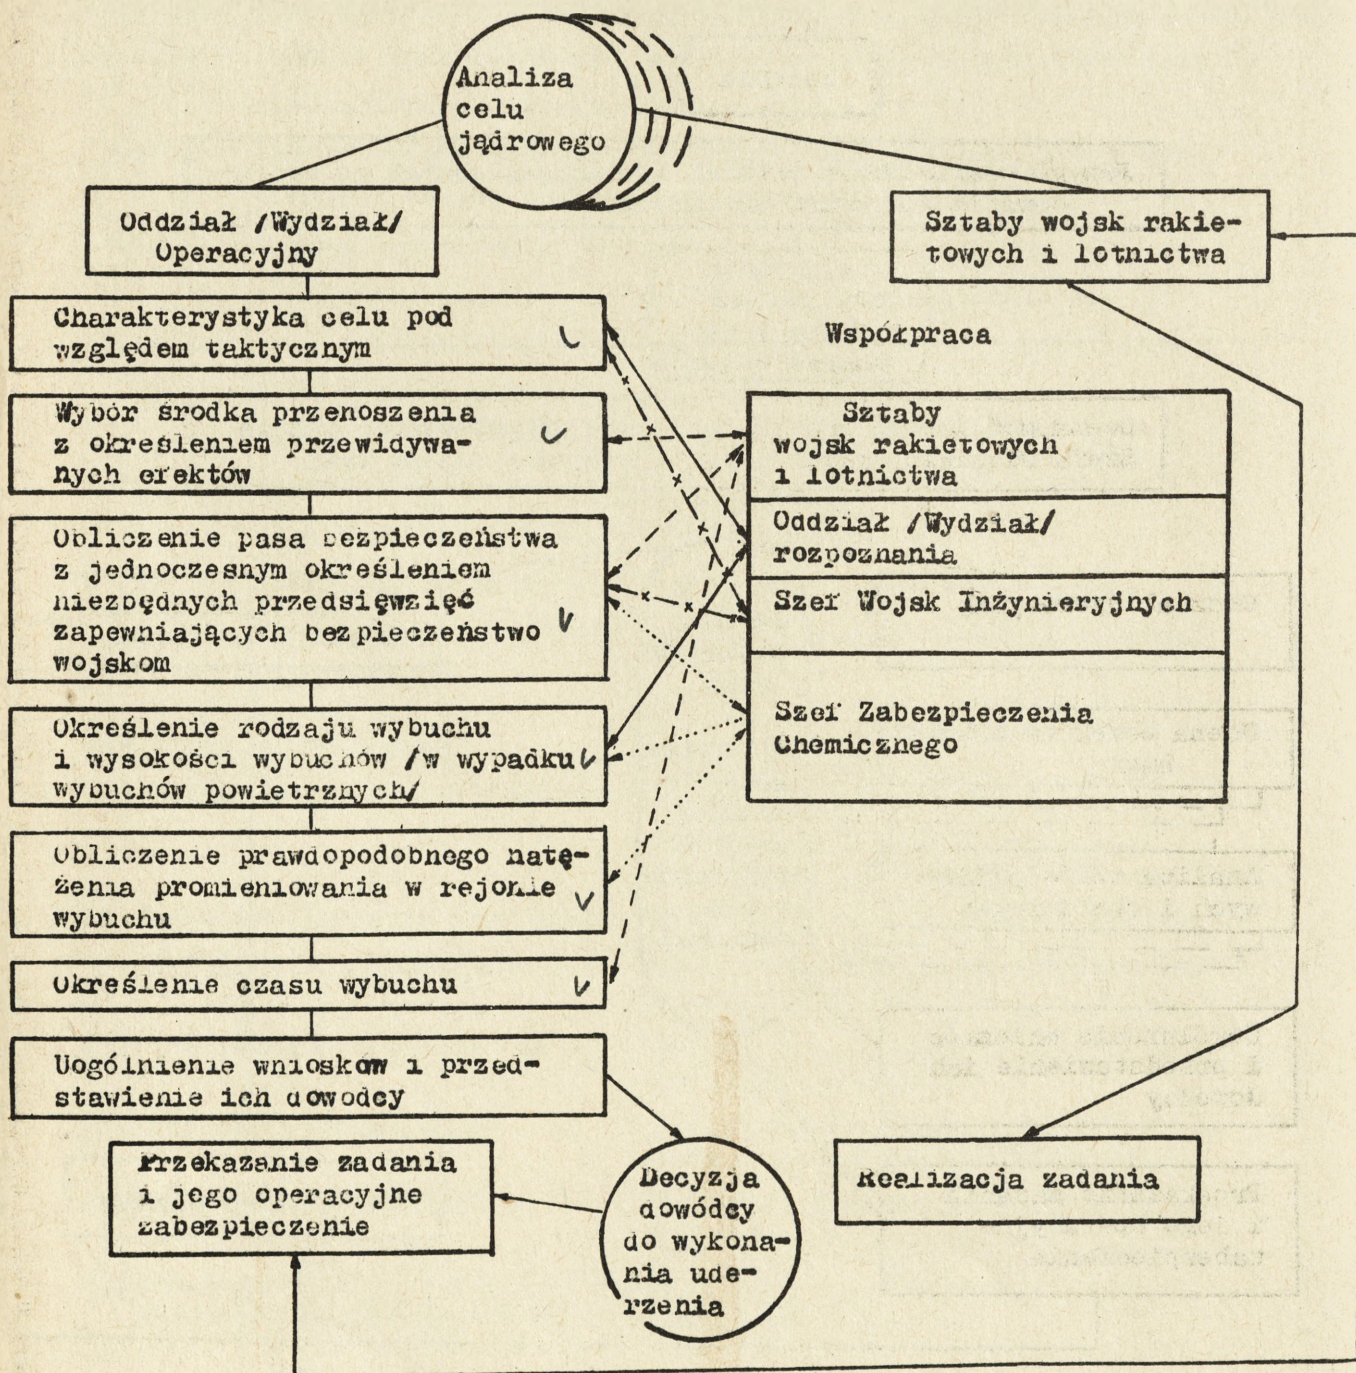 Analiza
celu
jądrowego
Oddział /Wydział/
Operacyjny
Sztaby wojsk rakie-
towych i lotnictwa
Charakterystyka celu pod
względem taktycznym
Współpraca
Wybór środka przenoszenia
z określeniem przewidywa-
nych efektów
Sztaby
wojsk rakietowych
i lotnictwa
Oddział /Wydział/
rozpoznania
Szef Wojsk Inżynieryjnych
Szef Zabezpieczenia
Chemicznego
Obliczenie pasa bezpieczeństwa
z jednoczesnym określeniem
niezbędnych przedsięwzięć
zapewniających bezpieczeństwo
wojskom
Określenie rodzaju wybuchu
i wysokości wybuchów /w wypadku
wybuchów powietrznych/
Obliczenie prawdopodobnego natę-
żenia promieniowania w rejonie
wybuchu
Określenie czasu wybuchu
Uogólnienie wniosków i przed-
stawienie ich dowódcy
Przekazanie zadania
i jego operacyjne
zabezpieczenie
Decyzja
dowódcy
do wykona-
nia ude-
rzenia
Realizacja zadania